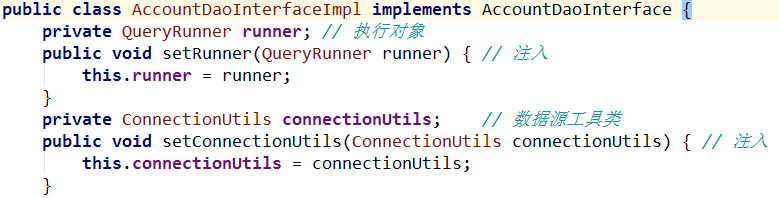 public class AccountDaoInterfaceImpl implements AccountDaoInterface {
    private QueryRunner runner; // 执行对象
    public void setRunner(QueryRunner runner) { // 注入
        this.runner = runner;
    }
    private ConnectionUtils connectionUtils;    // 数据源工具类
    public void setConnectionUtils(ConnectionUtils connectionUtils) { // 注入
        this.connectionUtils = connectionUtils;
    }